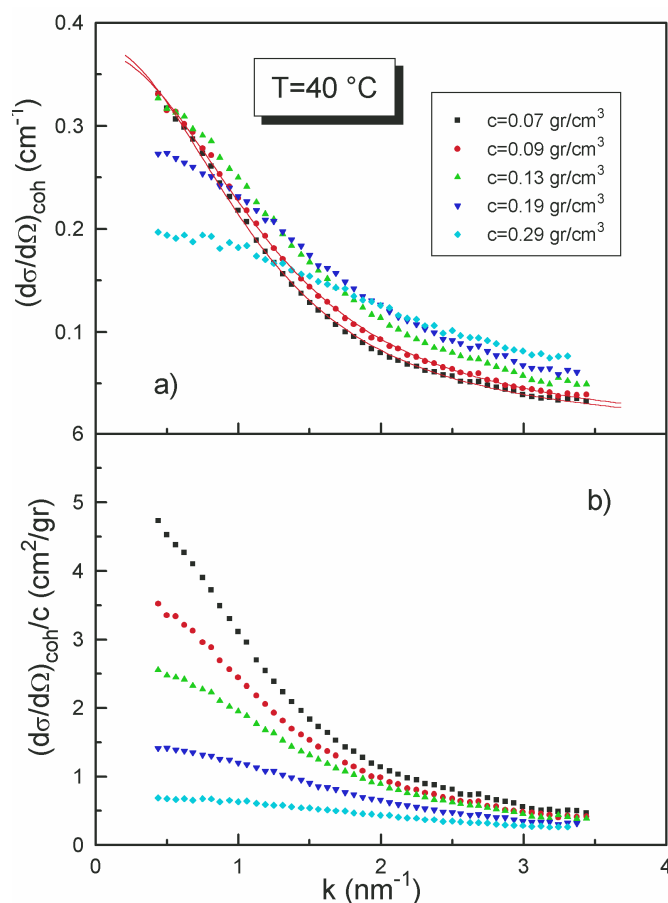 0.4
T=40 °C
c=0.07 gr/cm³
c=0.09 gr/cm³
c=0.13 gr/cm³
c=0.19 gr/cm³
c=0.29 gr/cm³
0.3
0.2
0.1
(dσ/dΩ)coh (cm⁻¹)
a)
6
b)
5
4
3
2
1
0
(dσ/dΩ)coh/c (cm²/gr)
0 1 2 3 4
k (nm⁻¹)